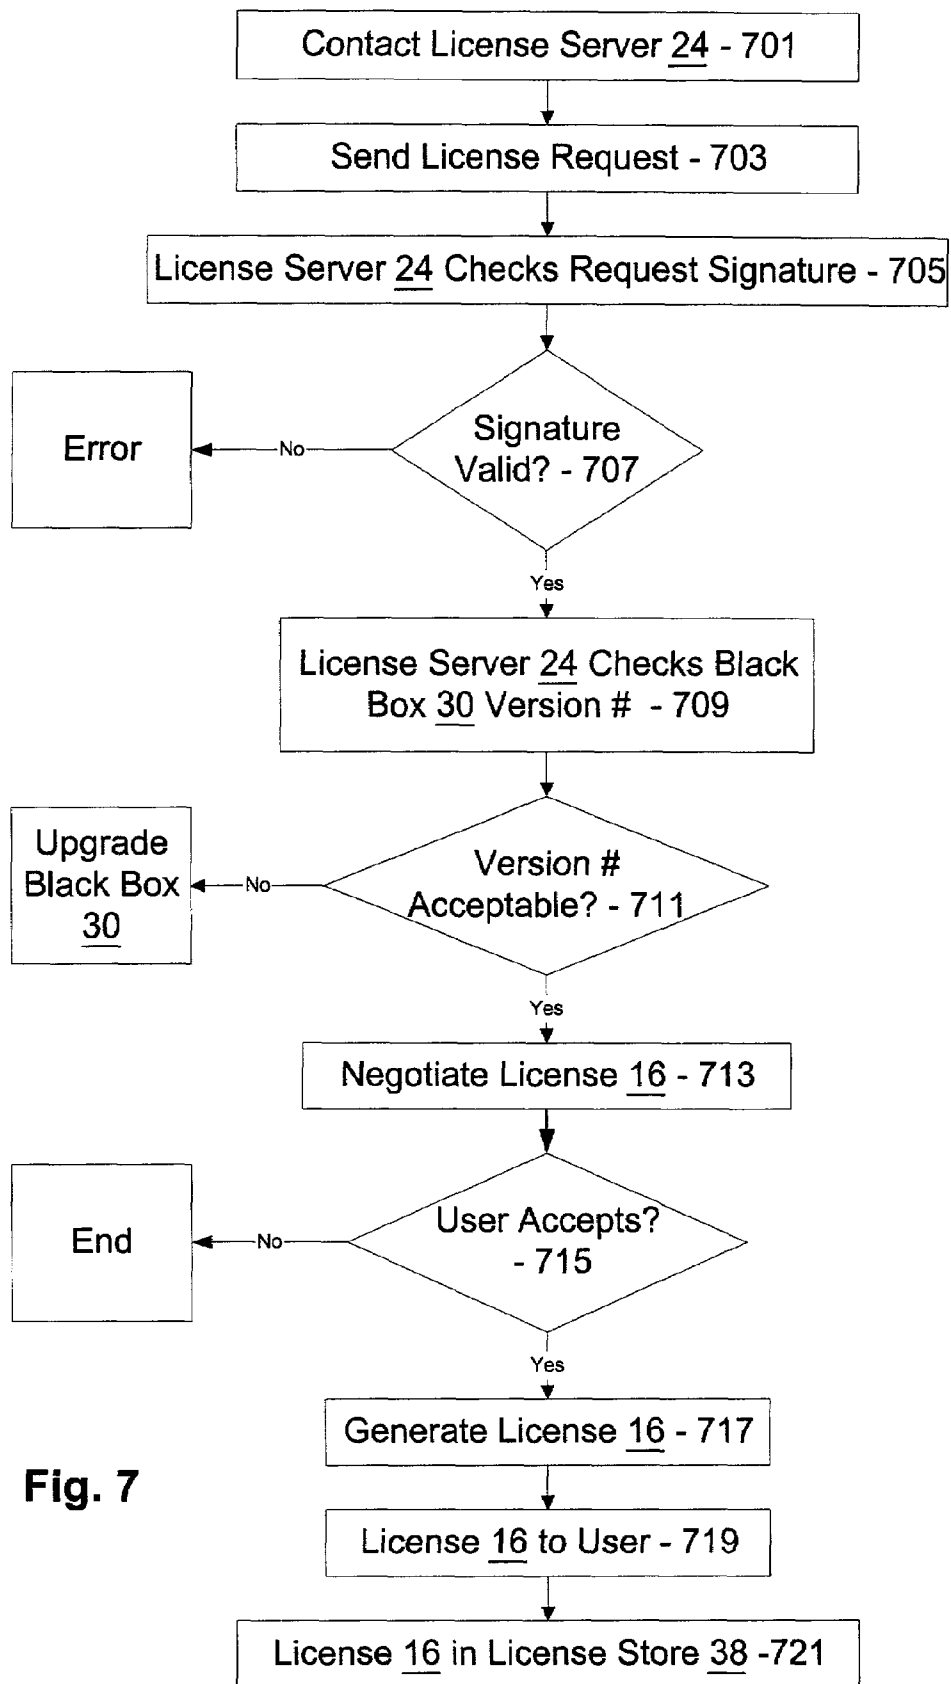 Contact License Server 24 - 701
Send License Request - 703
License Server 24 Checks Request Signature - 705
Signature
Valid? - 707
No
Error
Yes
License Server 24 Checks Black
Box 30 Version # - 709
Version #
Acceptable? - 711
No
Upgrade
Black Box
30
Yes
Negotiate License 16 - 713
User Accepts?
- 715
No
End
Yes
Generate License 16 - 717
License 16 to User - 719
License 16 in License Store 38 -721
Fig. 7